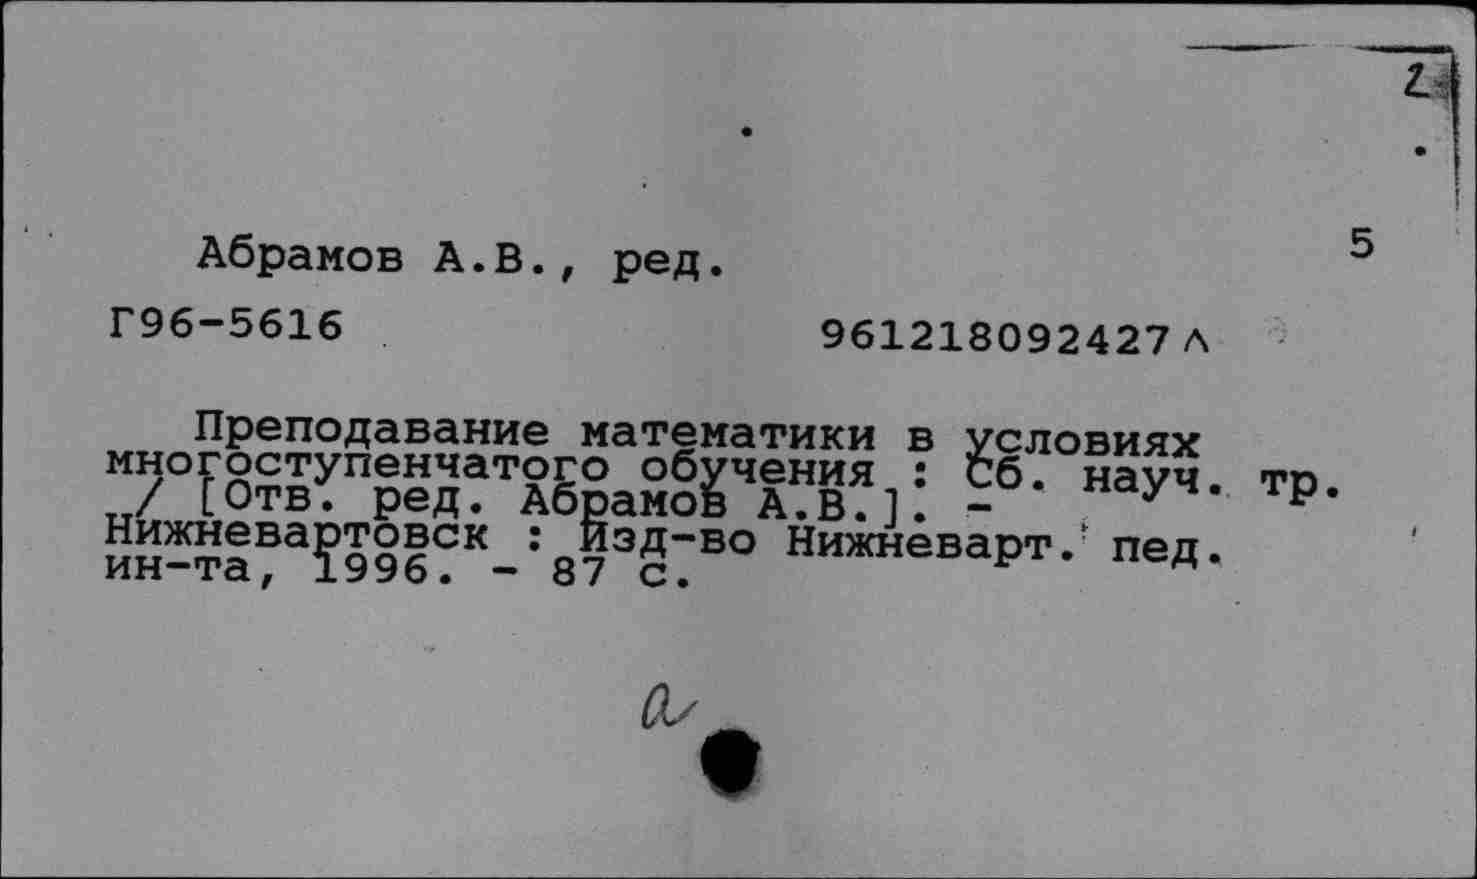 2
5
Абрамов А.В., ред.
Г96-5616 961218092427 л
Преподавание математики в условиях
многоступенчатого обучения : Сб. науч. тр.
/ [Отв. ред. Абрамов А.В.]. -
Нижневартовск : Изд-во Нижневарт. пед.
ин-та, 1996. - 87 с.
а